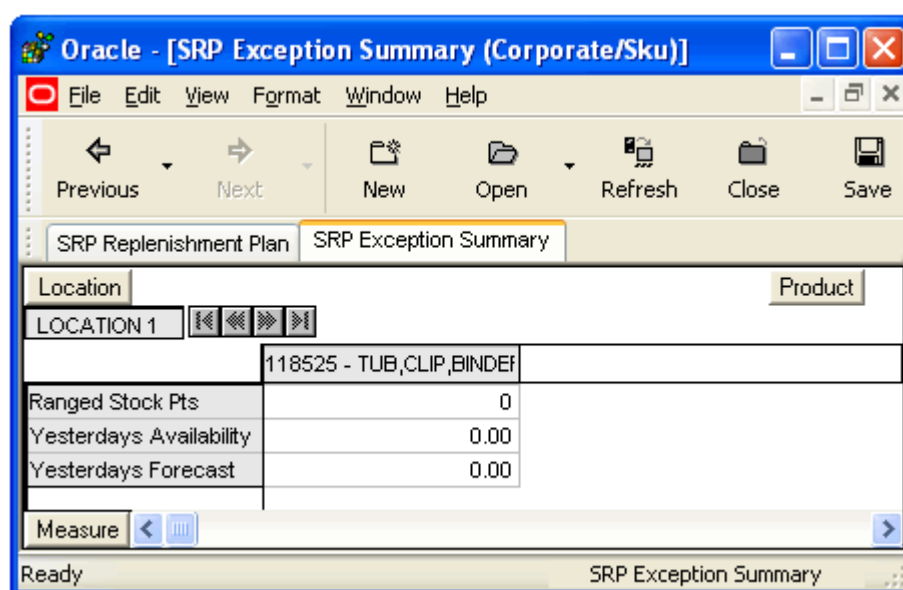 Oracle - [SRP Exception Summary (Corporate/Sku)]
File Edit View Format Window Help
Previous Next New Open Refresh Close Save
SRP Replenishment Plan SRP Exception Summary
Location Product
LOCATION 1
118525 - TUB,CLIP,BINDER
Ranged Stock Pts 0
Yesterdays Availability 0.00
Yesterdays Forecast 0.00
Measure
Ready SRP Exception Summary